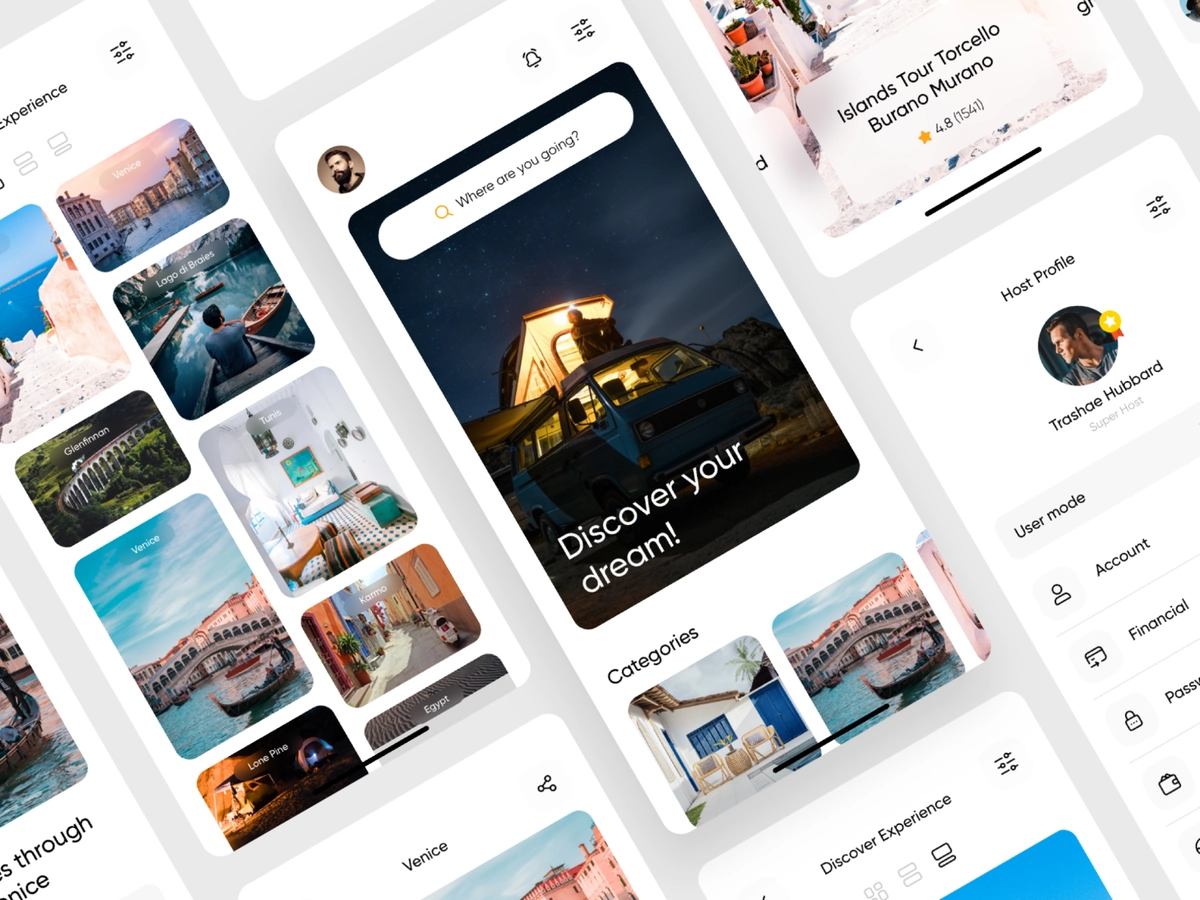 Experience
Venice
Lago di Braies
Glenfinnan
Tunis
Venice
Karmo
Egypt
Lone Pine
s through
Where are you going?
Discover your
dream!
Categories
Venice
Discover Experience
Islands Tour Torcello
Burano Murano
4.8 (1541)
Host Profile
Trashae Hubbard
Super Host
User mode
Account
Financial